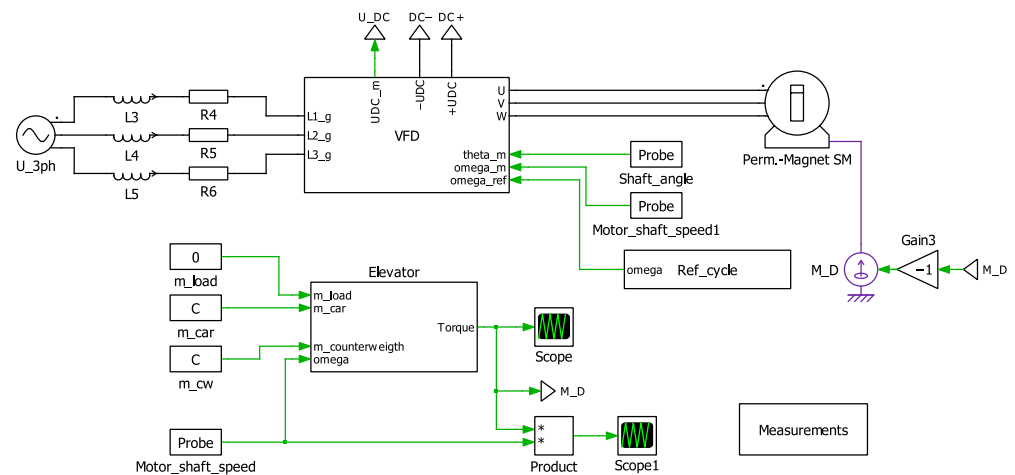 U_DC
DC−
DC+
L3
R4
L4
R5
L5
R6
U_3ph
L1_g
L2_g
L3_g
UDC_m
−UDC
+UDC
VFD
U
V
W
theta_m
omega_m
omega_ref
Perm.-Magnet SM
Probe
Shaft_angle
Probe
Motor_shaft_speed1
omega
Ref_cycle
M_D
Gain3
−1
M_D
0
m_load
C
m_car
C
m_cw
Probe
Motor_shaft_speed
Elevator
m_load
m_car
m_counterweigth
omega
Torque
Scope
M_D
*
*
Product
Scope1
Measurements